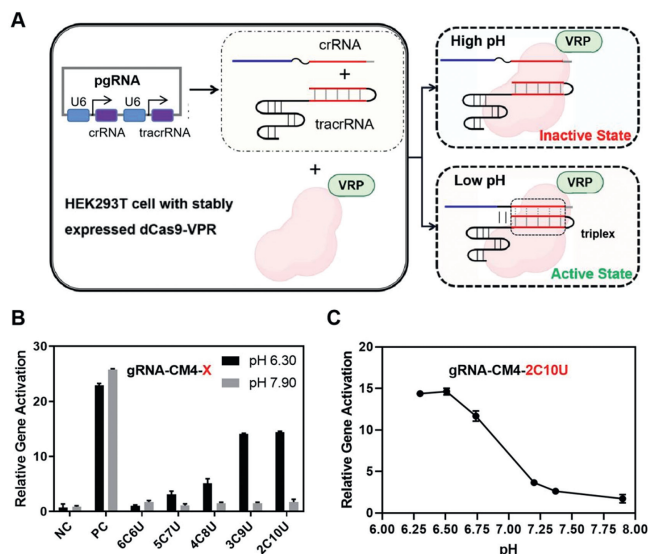 A
pgRNA
U6
U6
crRNA
tracrRNA
crRNA
+
tracrRNA
+
VRP
HEK293T cell with stably
expressed dCas9-VPR
High pH
VRP
Inactive State
Low pH
VRP
triplex
Active State
B
Relative Gene Activation
30
20
10
0
gRNA-CM4-X
pH 6.30
pH 7.90
NC
PC
6C6U
5C7U
4C8U
3C9U
2C10U
C
Relative Gene Activation
20
15
10
5
0
gRNA-CM4-2C10U
6.00
6.25
6.50
6.75
7.00
7.25
7.50
7.75
8.00
pH